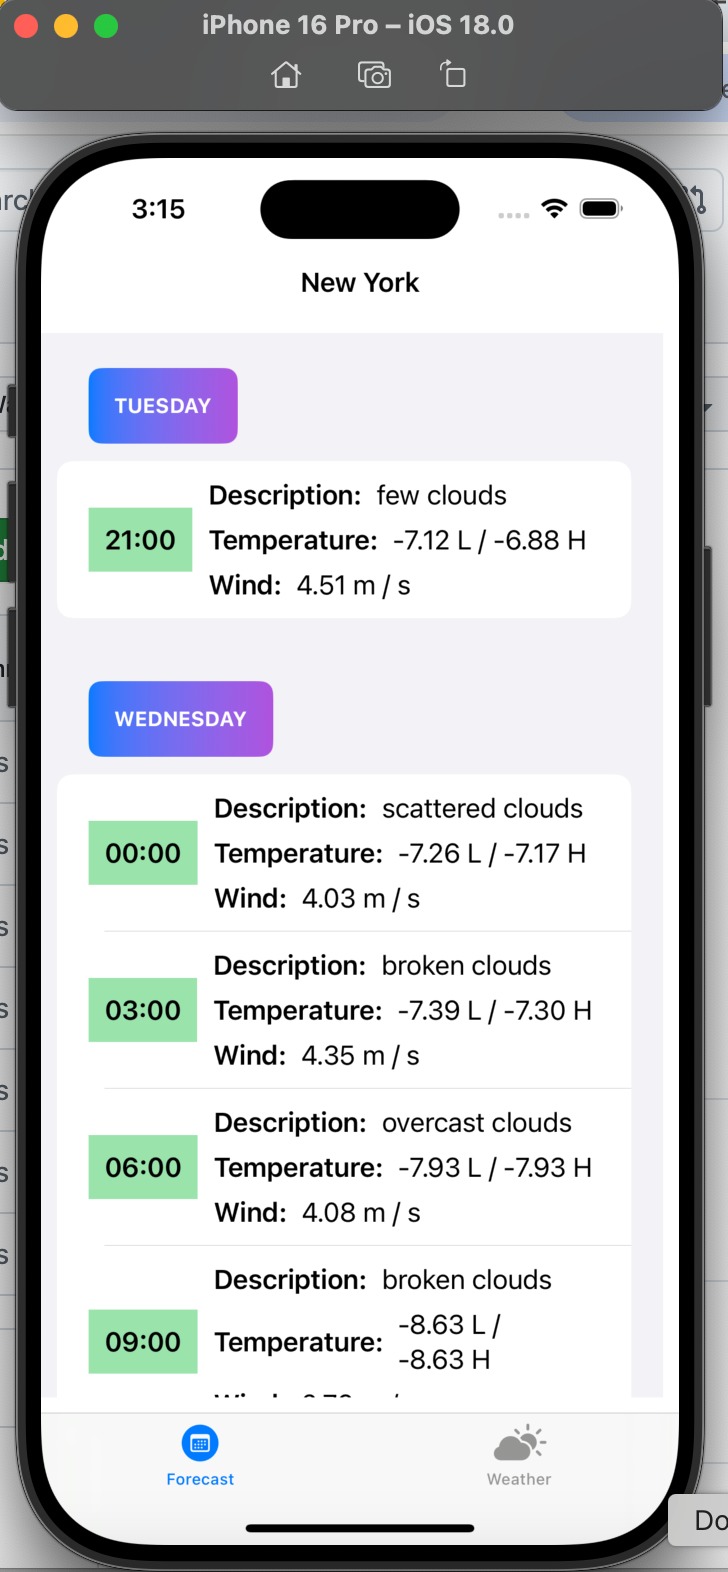 iPhone 16 Pro – iOS 18.0
3:15
New York
TUESDAY
21:00
Description: few clouds
Temperature: -7.12 L / -6.88 H
Wind: 4.51 m / s
WEDNESDAY
00:00
Description: scattered clouds
Temperature: -7.26 L / -7.17 H
Wind: 4.03 m / s
03:00
Description: broken clouds
Temperature: -7.39 L / -7.30 H
Wind: 4.35 m / s
06:00
Description: overcast clouds
Temperature: -7.93 L / -7.93 H
Wind: 4.08 m / s
09:00
Description: broken clouds
Temperature: -8.63 L /
-8.63 H
Forecast
Weather